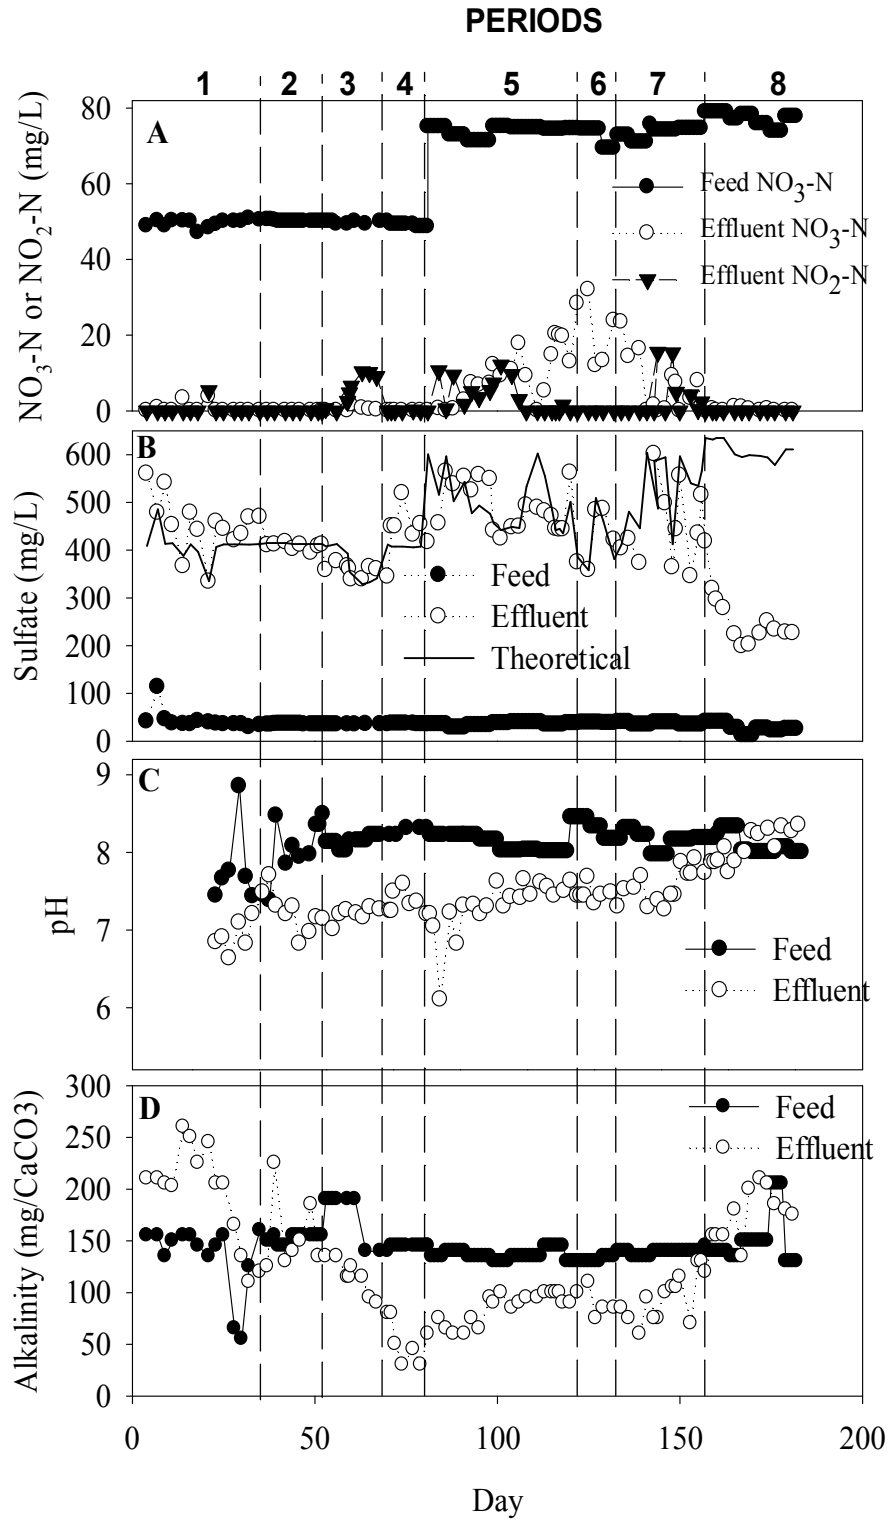 PERIODS
1 2 3 4 5 6 7 8
A
NO3-N or NO2-N (mg/L)
80
60
40
20
0
Feed NO3-N
Effluent NO3-N
Effluent NO2-N
B
Sulfate (mg/L)
600
500
400
300
200
100
0
Feed
Effluent
Theoretical
C
pH
9
8
7
6
Feed
Effluent
D
Alkalinity (mg/CaCO3)
300
250
200
150
100
50
0
Feed
Effluent
0 50 100 150 200
Day